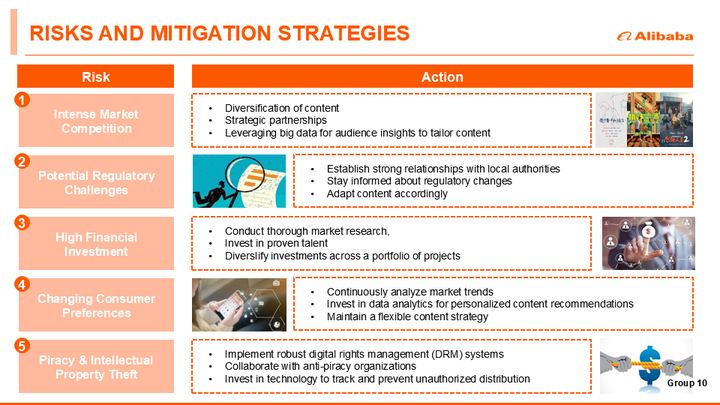 RISKS AND MITIGATION STRATEGIES
Alibaba
Risk
Action
1
Intense Market
Competition
• Diversification of content
• Strategic partnerships
• Leveraging big data for audience insights to tailor content
2
Potential Regulatory
Challenges
• Establish strong relationships with local authorities
• Stay informed about regulatory changes
• Adapt content accordingly
3
High Financial
Investment
• Conduct thorough market research,
• Invest in proven talent
• Diverslify investments across a portfolio of projects
4
Changing Consumer
Preferences
• Continuously analyze market trends
• Invest in data analytics for personalized content recommendations
• Maintain a flexible content strategy
5
Piracy & Intellectual
Property Theft
• Implement robust digital rights management (DRM) systems
• Collaborate with anti-piracy organizations
• Invest in technology to track and prevent unauthorized distribution
Group 10